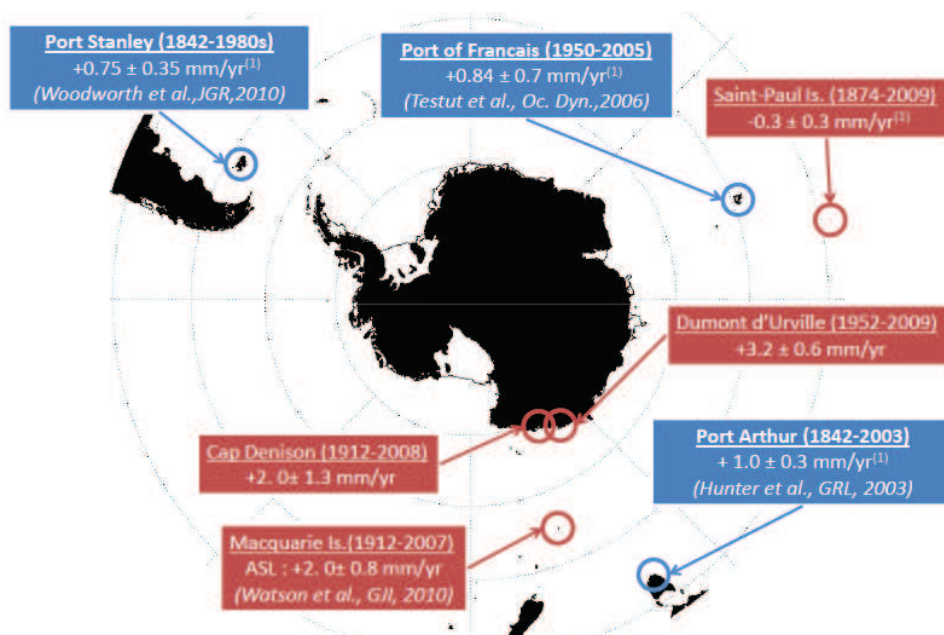 Port Stanley (1842-1980s)
+0.75 ± 0.35 mm/yr(1)
(Woodworth et al.,JGR,2010)
Port of Francais (1950-2005)
+0.84 ± 0.7 mm/yr(1)
(Testut et al., Oc. Dyn.,2006)
Saint-Paul Is. (1874-2009)
-0.3 ± 0.3 mm/yr(1)
Dumont d'Urville (1952-2009)
+3.2 ± 0.6 mm/yr
Cap Denison (1912-2008)
+2. 0± 1.3 mm/yr
Port Arthur (1842-2003)
+ 1.0 ± 0.3 mm/yr(1)
(Hunter et al., GRL, 2003)
Macquarie Is.(1912-2007)
ASL : +2. 0± 0.8 mm/yr
(Watson et al., GJI, 2010)